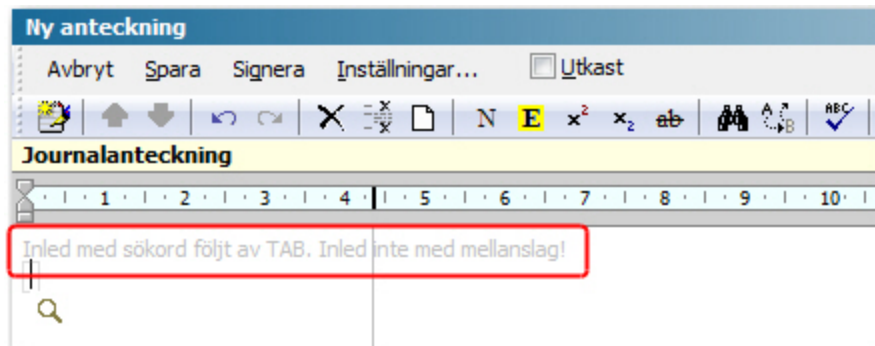 Ny anteckning
Avbryt Spara Signera Inställningar... Utkast
N E x² x₂ ab A B ABC
Journalanteckning
1 2 3 4 5 6 7 8 9 10
Inled med sökord följt av TAB. Inled inte med mellanslag!